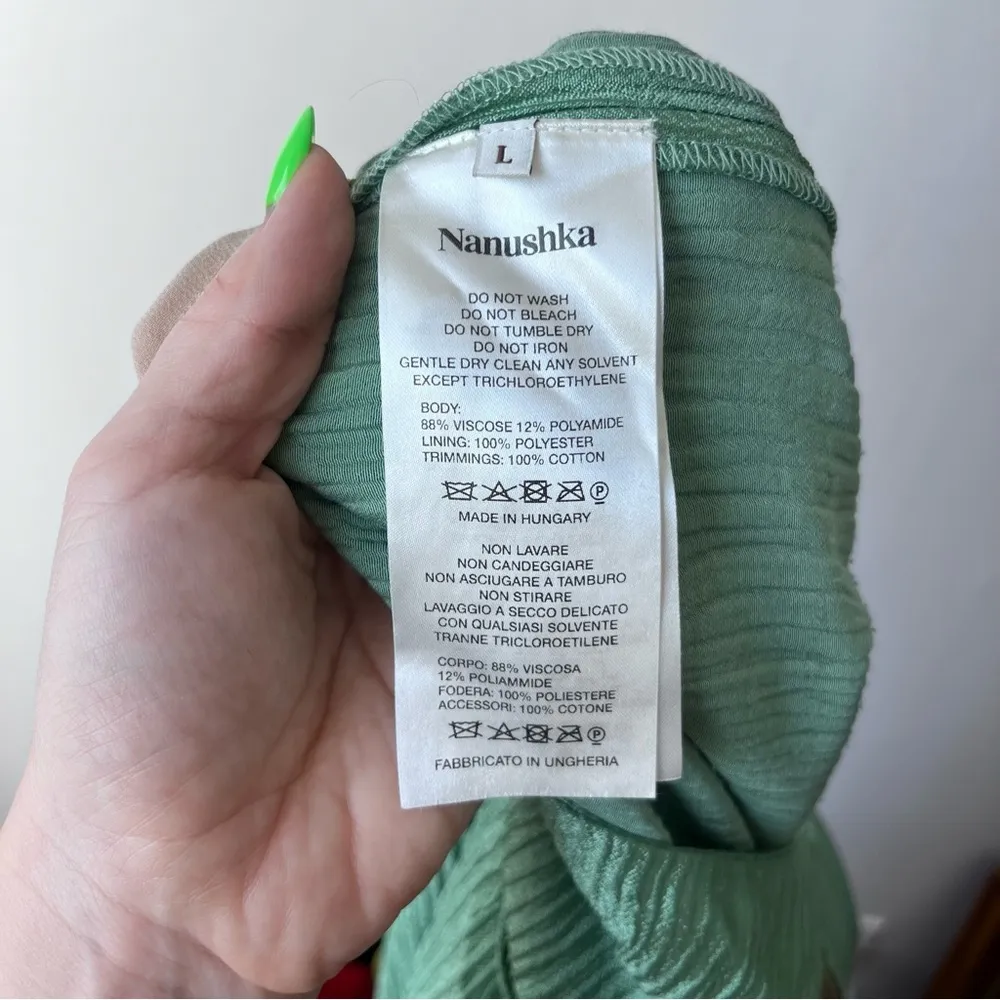 L
Nanushka
DO NOT WASH
DO NOT BLEACH
DO NOT TUMBLE DRY
DO NOT IRON
GENTLE DRY CLEAN ANY SOLVENT
EXCEPT TRICHLOROETHYLENE
BODY:
88% VISCOSE 12% POLYAMIDE
LINING: 100% POLYESTER
TRIMMINGS: 100% COTTON
P
MADE IN HUNGARY
NON LAVARE
NON CANDEGGIARE
NON ASCIUGARE A TAMBURO
NON STIRARE
LAVAGGIO A SECCO DELICATO
CON QUALSIASI SOLVENTE
TRANNE TRICLOROETILENE
CORPO: 88% VISCOSA
12% POLIAMMIDE
FODERA: 100% POLIESTERE
ACCESSORI: 100% COTONE
P
FABBRICATO IN UNGHERIA